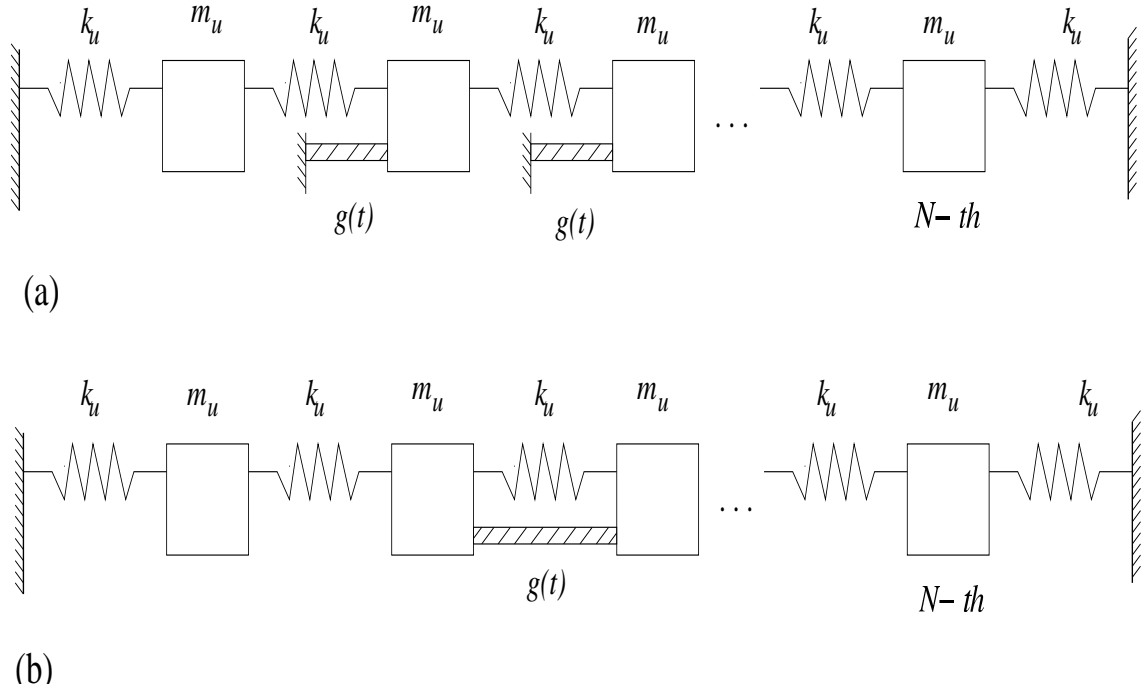 k_u m_u k_u m_u k_u m_u k_u m_u k_u
...
g(t) g(t) N- th
(a)
k_u m_u k_u m_u k_u m_u k_u m_u k_u
...
g(t) N- th
(b)